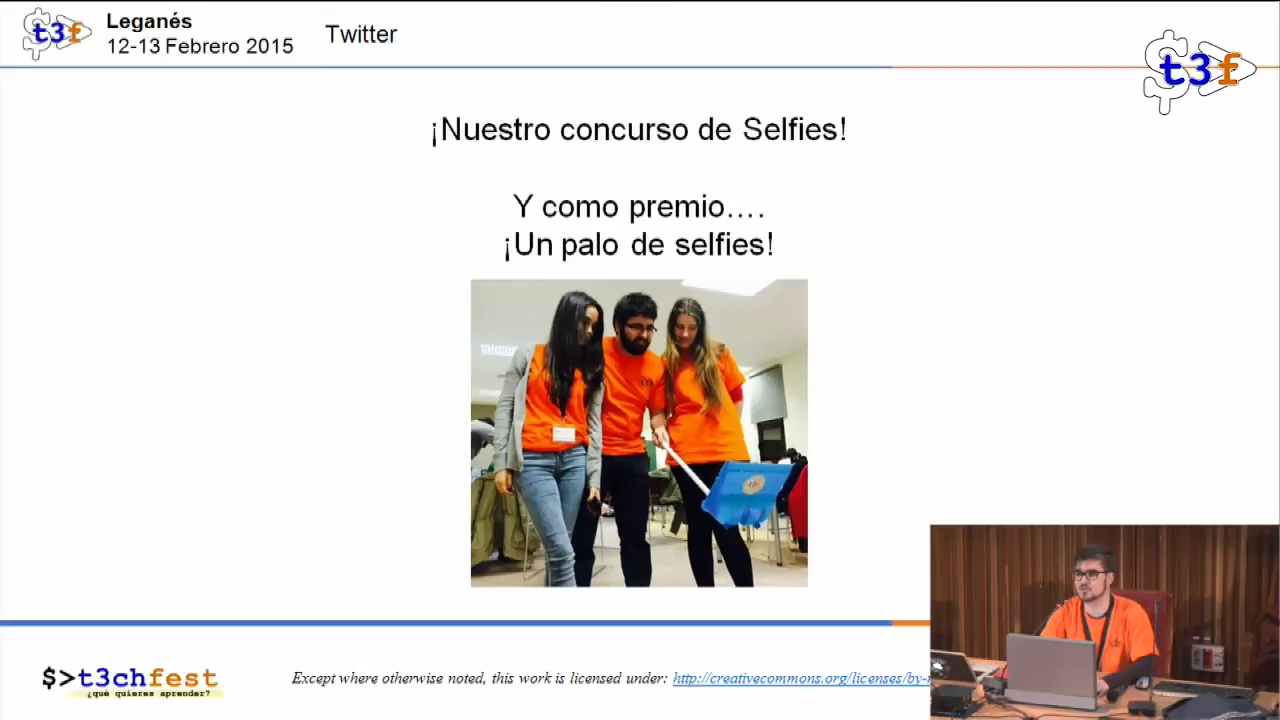 t3f
Leganés
12-13 Febrero 2015
Twitter
t3f
¡Nuestro concurso de Selfies!
Y como premio....
¡Un palo de selfies!
$>t3chfest
¿qué quieres aprender?
Except where otherwise noted, this work is licensed under: http://creativecommons.org/licenses/by-